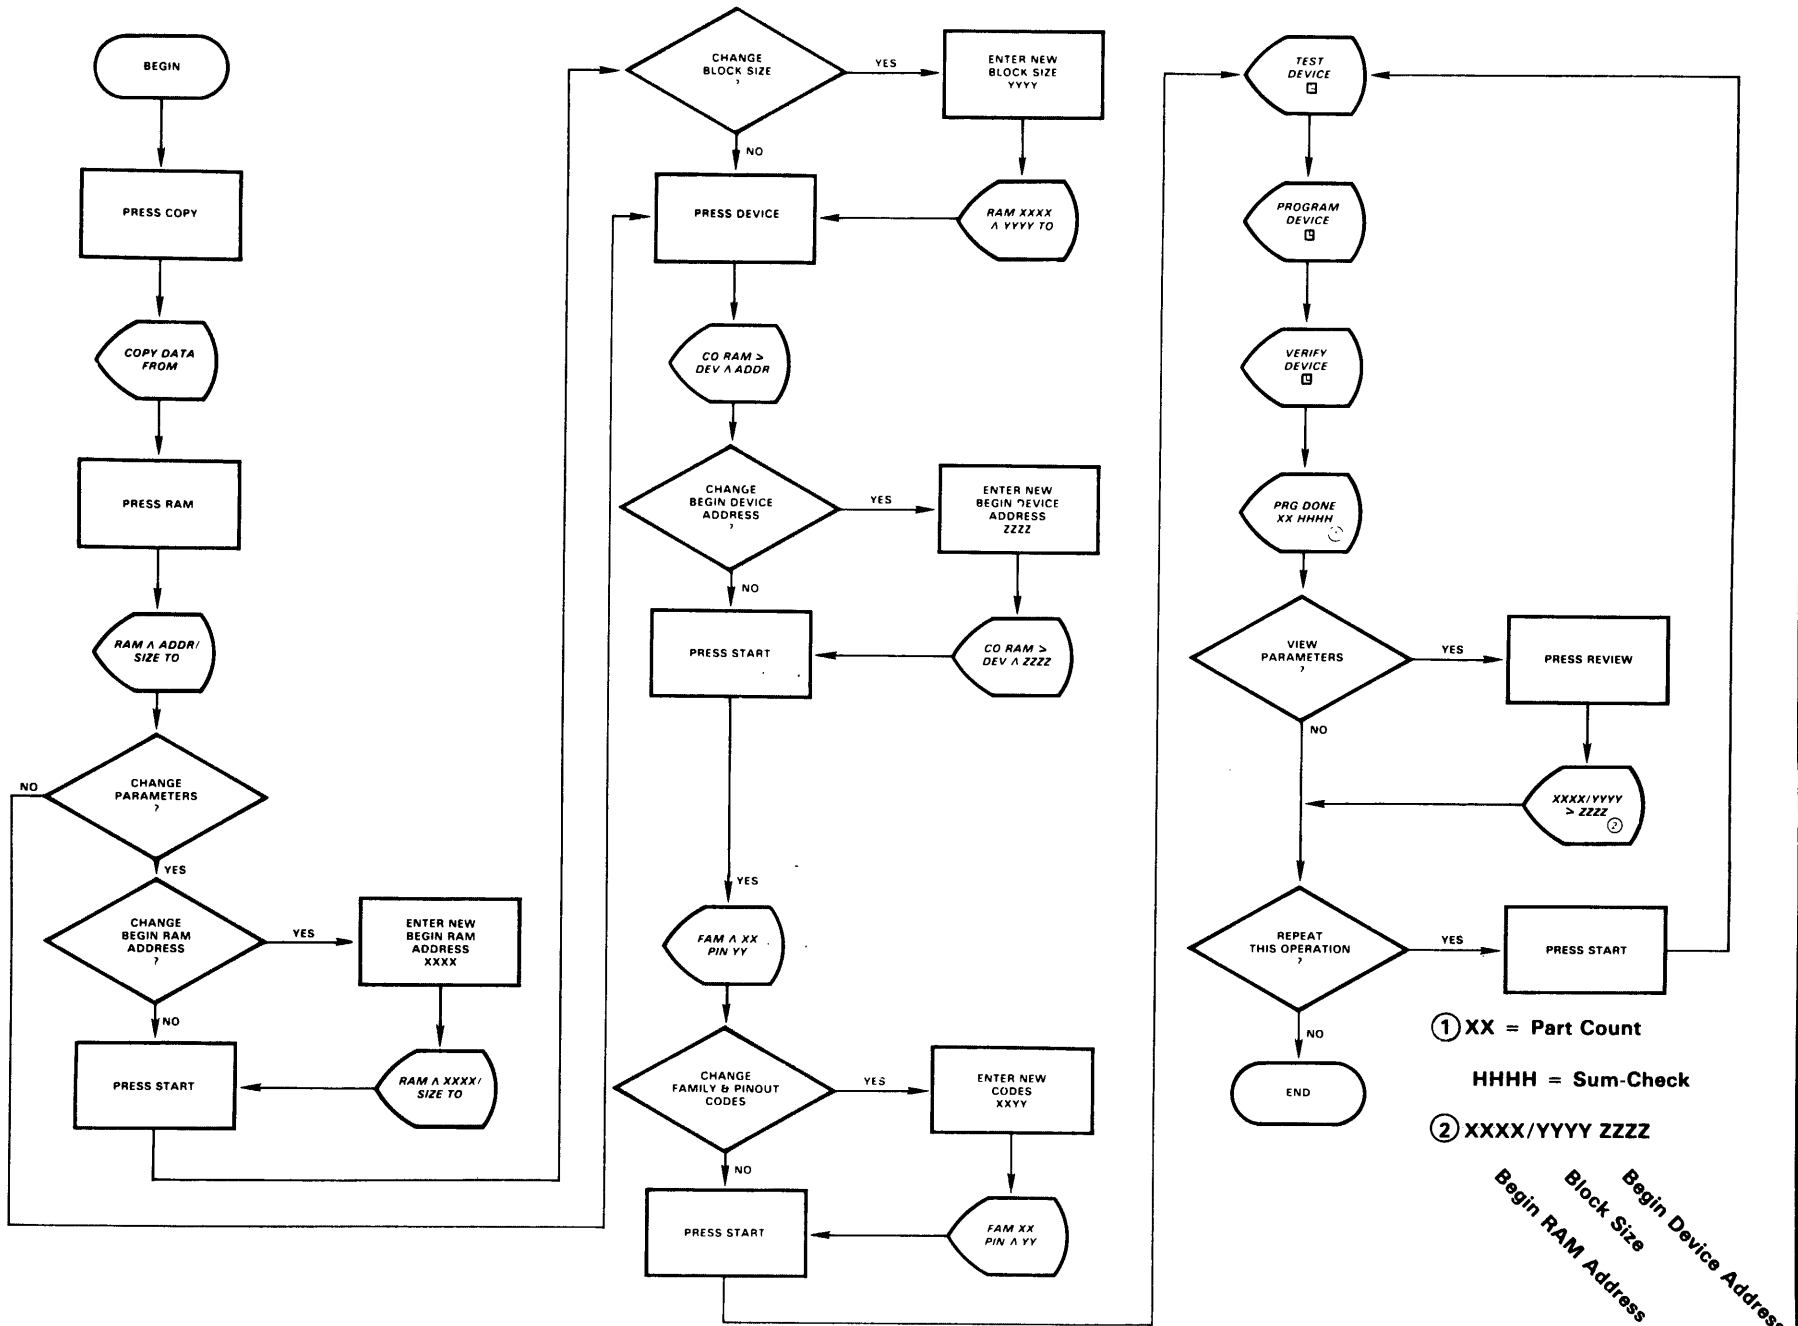 BEGIN
PRESS COPY
COPY DATA
FROM
PRESS RAM
RAM Λ ADDR/
SIZE TO
CHANGE
PARAMETERS
?
NO
YES
CHANGE
BEGIN RAM
ADDRESS
?
YES
ENTER NEW
BEGIN RAM
ADDRESS
XXXX
NO
PRESS START
RAM Λ XXXX/
SIZE TO
CHANGE
BLOCK SIZE
?
YES
ENTER NEW
BLOCK SIZE
YYYY
NO
PRESS DEVICE
RAM XXXX
Λ YYYY TO
CO RAM >
DEV Λ ADDR
CHANGE
BEGIN DEVICE
ADDRESS
?
YES
ENTER NEW
BEGIN DEVICE
ADDRESS
ZZZZ
NO
PRESS START
CO RAM >
DEV Λ ZZZZ
YES
FAM Λ XX
PIN YY
CHANGE
FAMILY & PINOUT
CODES
YES
ENTER NEW
CODES
XXYY
NO
PRESS START
FAM XX
PIN Λ YY
TEST
DEVICE
PROGRAM
DEVICE
VERIFY
DEVICE
PRG DONE
XX HHHH
1
VIEW
PARAMETERS
?
YES
PRESS REVIEW
NO
XXXX/YYYY
> ZZZZ
2
REPEAT
THIS OPERATION
?
YES
PRESS START
NO
END
1 XX = Part Count
HHHH = Sum-Check
2 XXXX/YYYY ZZZZ
Begin RAM Address
Block Size
Begin Device Address